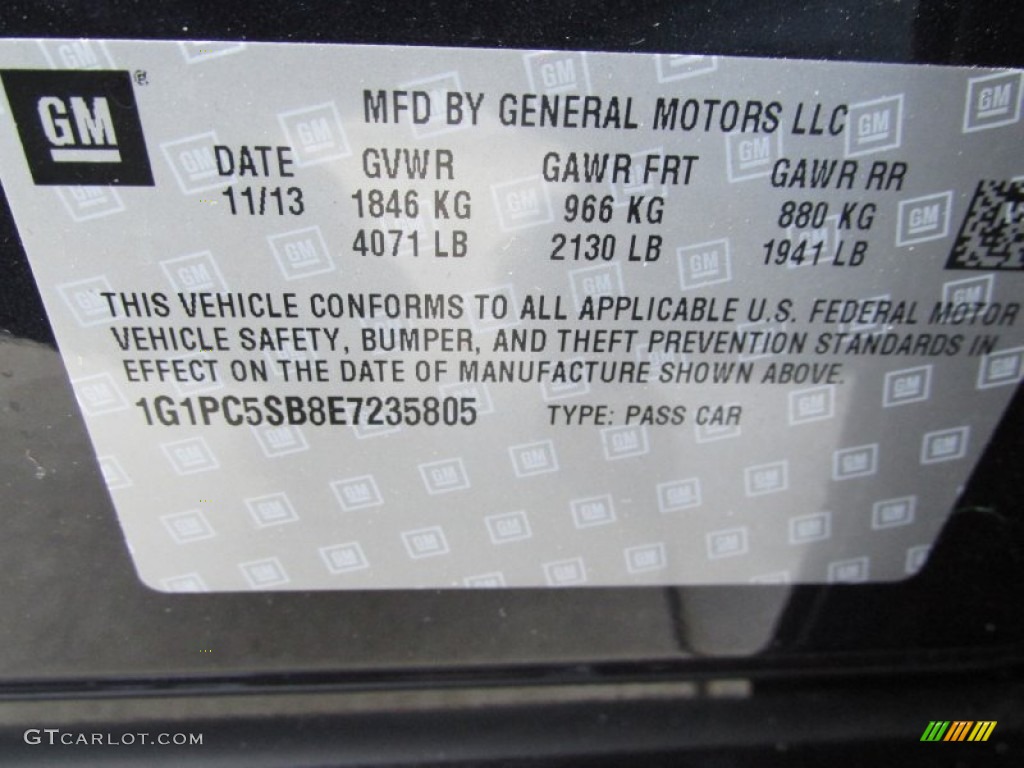 GM ®
MFD BY GENERAL MOTORS LLC
DATE GVWR GAWR FRT GAWR RR
11/13 1846 KG 966 KG 880 KG
4071 LB 2130 LB 1941 LB
THIS VEHICLE CONFORMS TO ALL APPLICABLE U.S. FEDERAL MOTOR
VEHICLE SAFETY, BUMPER, AND THEFT PREVENTION STANDARDS IN
EFFECT ON THE DATE OF MANUFACTURE SHOWN ABOVE.
1G1PC5SB8E7235805 TYPE: PASS CAR
GTCARLOT.COM